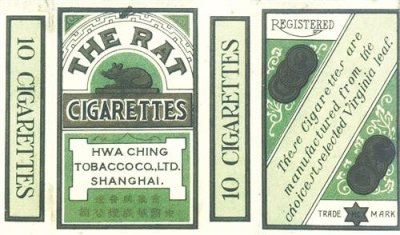 10 CIGARETTES
THE RAT
CIGARETTES
HWA CHING
TOBACCO CO., LTD.
SHANGHAI.
10 CIGARETTES
REGISTERED
These Cigarettes are
manufactured from the
choicest selected Virginia leaf.
TRADE MARK